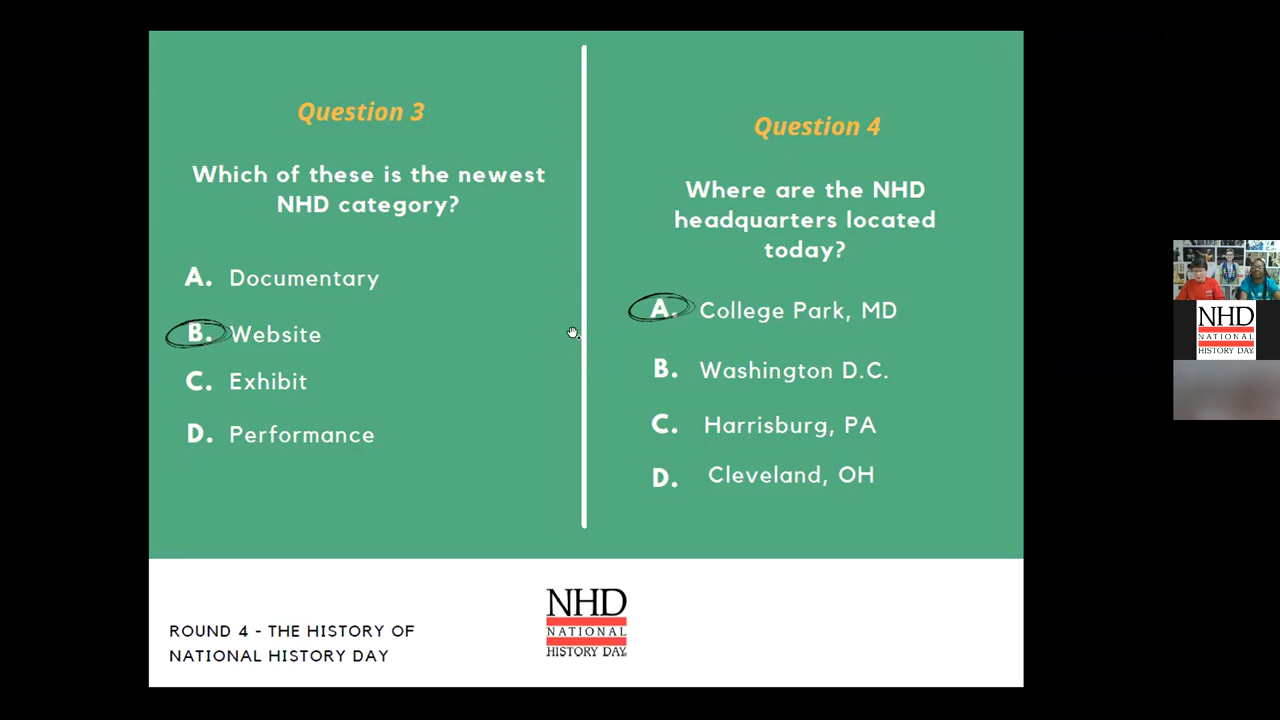 Question 3
Which of these is the newest
NHD category?
A. Documentary
B. Website
C. Exhibit
D. Performance
Question 4
Where are the NHD
headquarters located
today?
A. College Park, MD
B. Washington D.C.
C. Harrisburg, PA
D. Cleveland, OH
ROUND 4 - THE HISTORY OF
NATIONAL HISTORY DAY
NHD
NATIONAL
HISTORY DAY
NHD
NATIONAL
HISTORY DAY